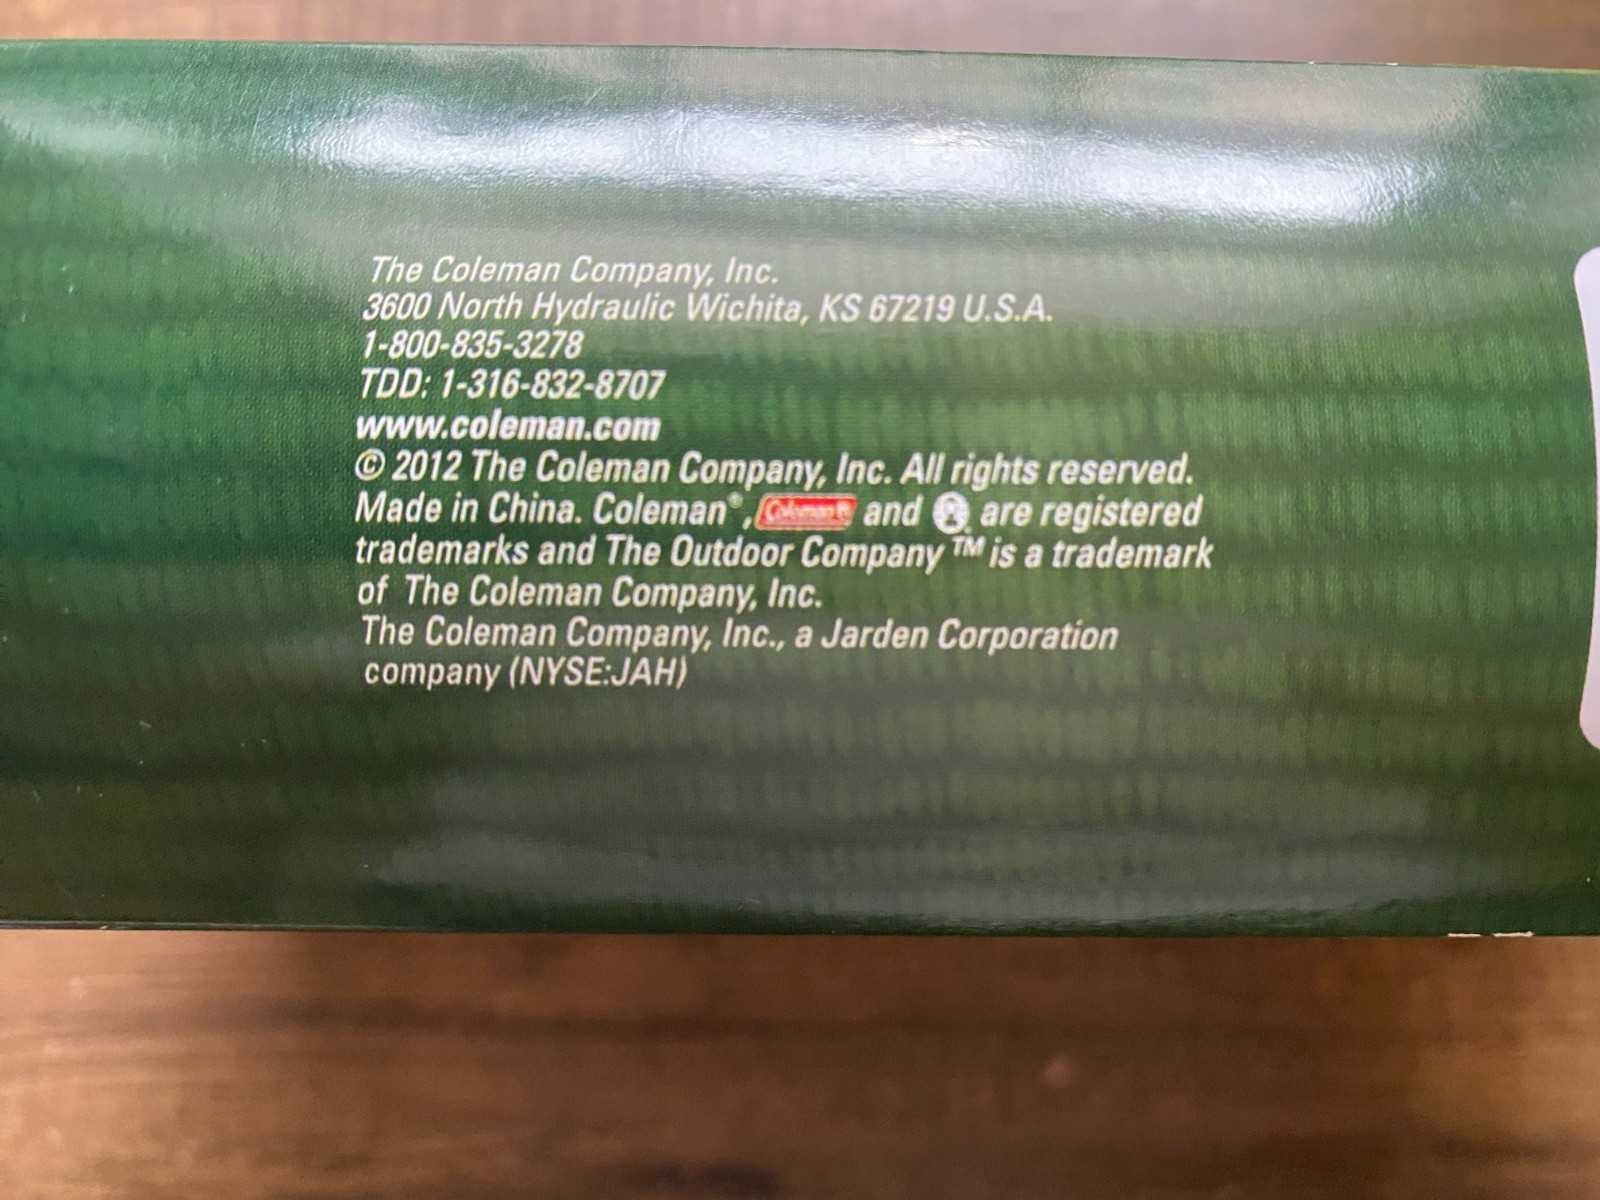 The Coleman Company, Inc.
3600 North Hydraulic Wichita, KS 67219 U.S.A.
1-800-835-3278
TDD: 1-316-832-8707
www.coleman.com
© 2012 The Coleman Company, Inc. All rights reserved.
Made in China. Coleman®, Coleman® and are registered
trademarks and The Outdoor Company™ is a trademark
of The Coleman Company, Inc.
The Coleman Company, Inc., a Jarden Corporation
company (NYSE:JAH)